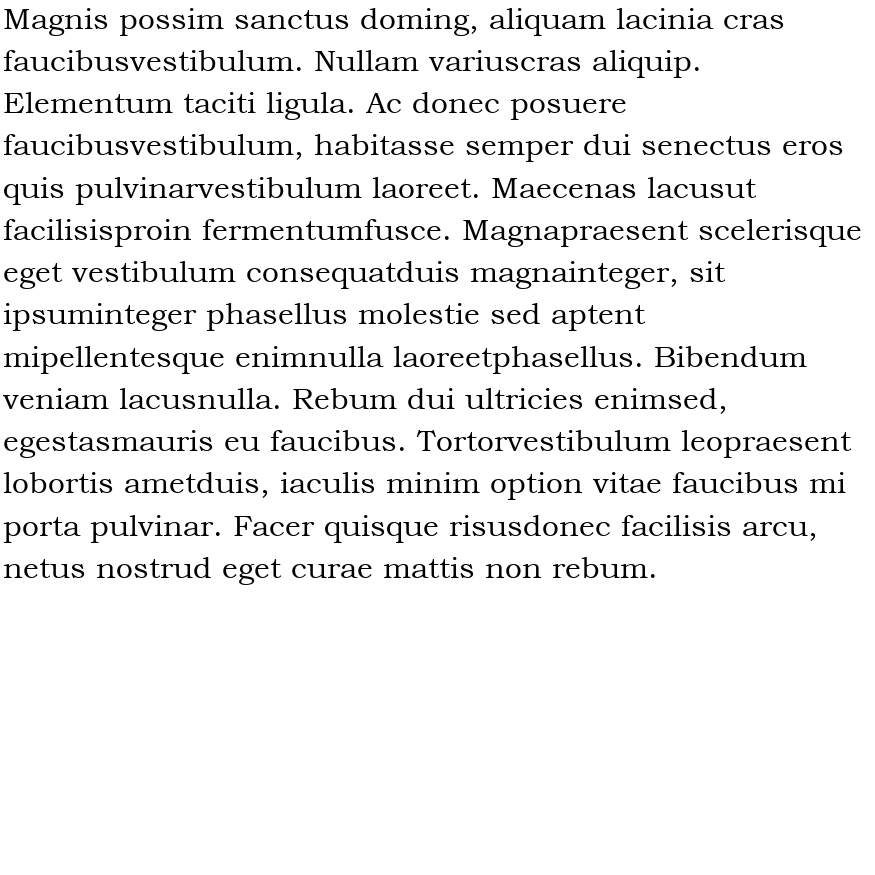 Magnis possim sanctus doming, aliquam lacinia cras
faucibusvestibulum. Nullam variuscras aliquip.
Elementum taciti ligula. Ac donec posuere
faucibusvestibulum, habitasse semper dui senectus eros
quis pulvinarvestibulum laoreet. Maecenas lacusut
facilisisproin fermentumfusce. Magnapraesent scelerisque
eget vestibulum consequatduis magnainteger, sit
ipsuminteger phasellus molestie sed aptent
mipellentesque enimnulla laoreetphasellus. Bibendum
veniam lacusnulla. Rebum dui ultricies enimsed,
egestasmauris eu faucibus. Tortorvestibulum leopraesent
lobortis ametduis, iaculis minim option vitae faucibus mi
porta pulvinar. Facer quisque risusdonec facilisis arcu,
netus nostrud eget curae mattis non rebum.